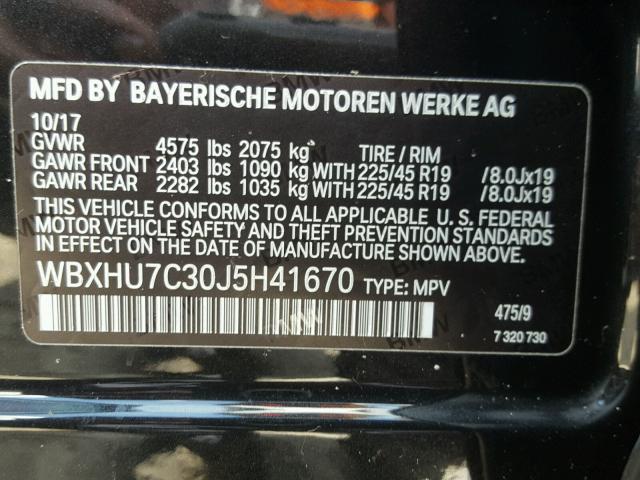 MFD BY BAYERISCHE MOTOREN WERKE AG
10/17
GVWR 4575 lbs 2075 kg TIRE / RIM
GAWR FRONT 2403 lbs 1090 kg WITH 225/45 R19 /8.0Jx19
GAWR REAR 2282 lbs 1035 kg WITH 225/45 R19 /8.0Jx19
THIS VEHICLE CONFORMS TO ALL APPLICABLE U.S. FEDERAL
MOTOR VEHICLE SAFETY AND THEFT PREVENTION STANDARDS
IN EFFECT ON THE DATE OF MANUFACTURE SHOWN ABOVE.
WBXHU7C30J5H41670 TYPE: MPV
475/9
7 320 730